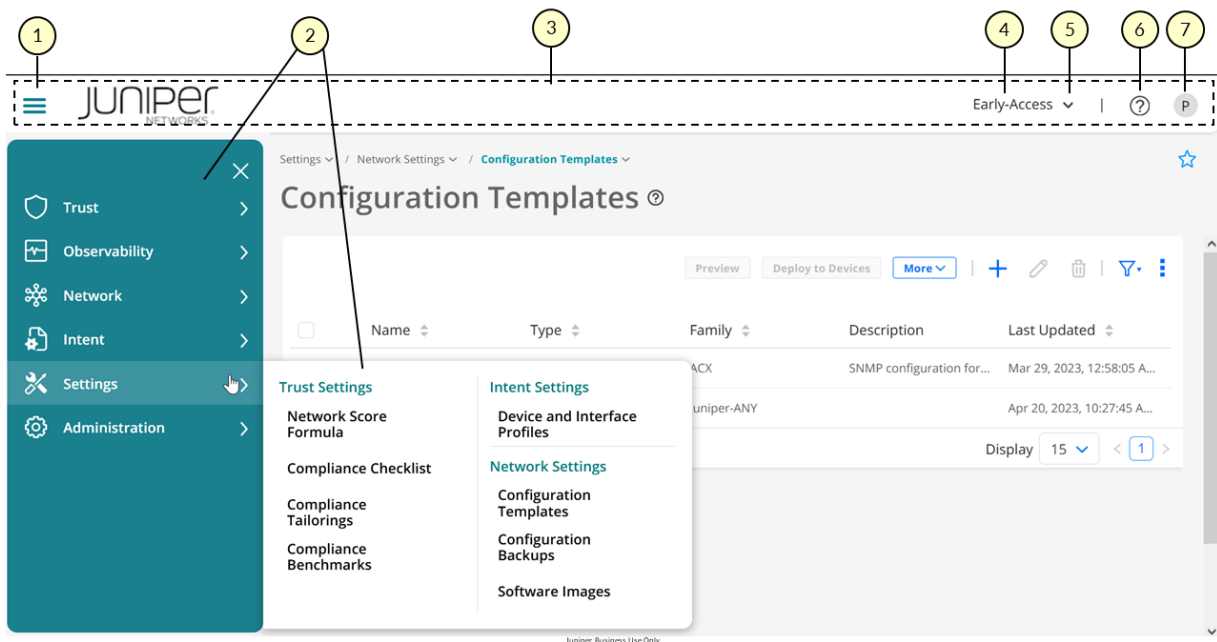 1
2
3
4
5
6
7
JUNIPEr
NETWORKS
Early-Access
P
Settings / Network Settings / Configuration Templates
Configuration Templates
Trust
Observability
Network
Intent
Settings
Administration
Preview
Deploy to Devices
More
Name
Type
Family
Description
Last Updated
ACX
SNMP configuration for...
Mar 29, 2023, 12:58:05 A...
uniper-ANY
Apr 20, 2023, 10:27:45 A...
Display 15
1
Trust Settings
Network Score
Formula
Compliance Checklist
Compliance
Tailorings
Compliance
Benchmarks
Intent Settings
Device and Interface
Profiles
Network Settings
Configuration
Templates
Configuration
Backups
Software Images
Juniper Business Use Only